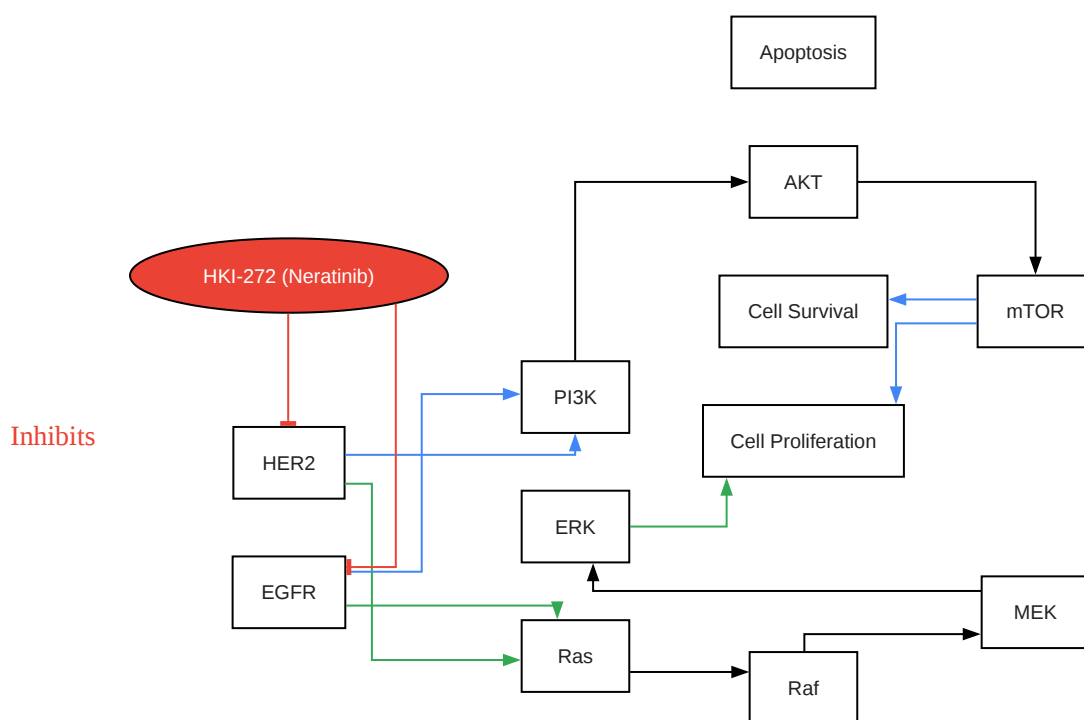 Apoptosis
AKT
HKI-272 (Neratinib)
Cell Survival
mTOR
PI3K
Inhibits
Cell Proliferation
HER2
ERK
EGFR
MEK
Ras
Raf